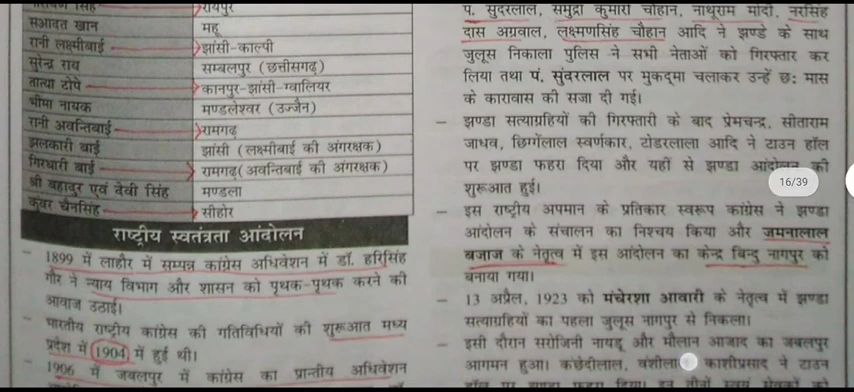 नारायण सिंह रायपुर
सआदत खान महू
रानी लक्ष्मीबाई झांसी-काल्पी
सुरेन्द्र राय सम्बलपुर (छत्तीसगढ़)
तात्या टोपे कानपुर-झांसी-ग्वालियर
भीमा नायक मण्डलेश्वर (उज्जैन)
रानी अवन्तिबाई रामगढ़
झलकारी बाई झांसी (लक्ष्मीबाई की अंगरक्षक)
गिरधारी बाई रामगढ़(अवन्तिबाई की अंगरक्षक)
श्री बहादुर एवं देवी सिंह मण्डला
कुंवर चैनसिंह सीहोर
राष्ट्रीय स्वतंत्रता आंदोलन
– 1899 में लाहौर में सम्पन्न कांग्रेस अधिवेशन में डॉ. हरिसिंह
गौर ने न्याय विभाग और शासन को पृथक-पृथक करने की
आवाज उठाई।
– भारतीय राष्ट्रीय कांग्रेस की गतिविधियों की शुरूआत मध्य
प्रदेश में 1904 में हुई थी।
– 1906 में जबलपुर में कांग्रेस का प्रान्तीय अधिवेशन
प. सुदरलाल, समुद्रा कुमारी चौहान, नाथूराम मोदी, नरसिंह
दास अग्रवाल, लक्ष्मणसिंह चौहान आदि ने झण्डे के साथ
जुलूस निकाला पुलिस ने सभी नेताओं को गिरफ्तार कर
लिया तथा पं. सुंदरलाल पर मुकद्मा चलाकर उन्हें छः मास
के कारावास की सजा दी गई।
– झण्डा सत्याग्रहियों की गिरफ्तारी के बाद प्रेमचन्द्र, सीताराम
जाधव, छिग्गेंलाल स्वर्णकार, टोडरलाला आदि ने टाउन हॉल
पर झण्डा फहरा दिया और यहीं से झण्डा आंदोलन की
शुरूआत हुई।
16/39
– इस राष्ट्रीय अपमान के प्रतिकार स्वरूप कांग्रेस ने झण्डा
आंदोलन के संचालन का निश्चय किया और जमनालाल
बजाज के नेतृत्व में इस आंदोलन का केन्द्र बिन्दु नागपुर को
बनाया गया।
– 13 अप्रैल, 1923 को मंचेरशा आवारी के नेतृत्व में झण्डा
सत्याग्रहियों का पहला जुलूस नागपुर से निकला।
– इसी दौरान सरोजिनी नायडू और मौलान आजाद का जबलपुर
आगमन हुआ। कंछेदीलाल, काशीप्रसाद ने टाउन